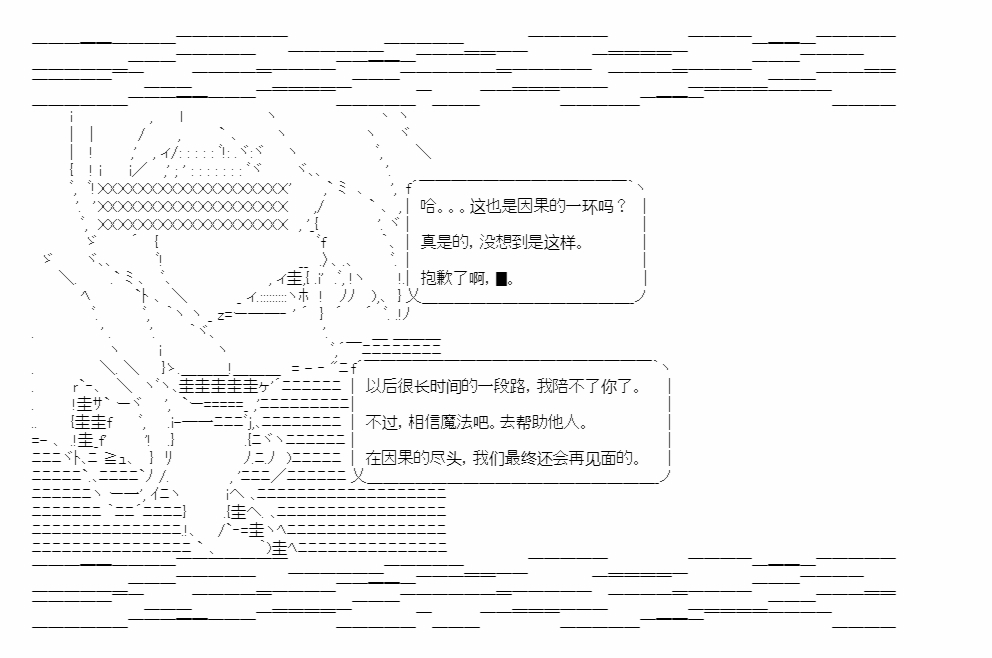 哈。。。这也是因果的一环吗？
真是的，没想到是这样。
抱歉了啊，▇。
以后很长时间的一段路，我陪不了你了。
不过，相信魔法吧。去帮助他人。
在因果的尽头，我们最终还会再见面的。